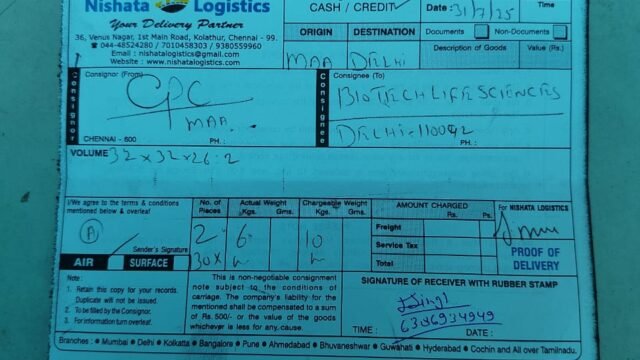 Nishata Logistics
Your Delivery Partner
36, Venus Nagar, 1st Main Road, Kolathur, Chennai - 99.
☎ 044-48524280 / 7010458303 / 9380559960
Email : nishatalogistics@gmail.com
Website : www.nishatalogistics.com
CASH / CREDIT
Date : 31/7/25
ORIGIN DESTINATION
MAA DELHI
Documents Non-Documents
Description of Goods Value (Rs.)
Consignor
Consignor (From)
CPC
MAA
CHENNAI - 600 PH. :
Consignee
Consignee (To)
BIOTECH LIFE SCIENCES
DELHI-110042
PH. :
VOLUME 32x32x26:2
I/We agree to the terms & conditions
mentioned below & overleaf
A
Sender's Signature
AIR SURFACE
No. of Pieces Actual Weight Kgs. Gms. Chargeable Weight Kgs. Gms.
2 6 10
30x
AMOUNT CHARGED
Rs. Ps.
Freight
Service Tax
Total
For NISHATA LOGISTICS
PROOF OF
DELIVERY
Note :
1. Retain this copy for your records.
Duplicate will not be issued.
2. To be filled by the Consignor.
3. For information turn overleaf.
This is non-negotiable consignment
note subject to the conditions of
carriage. The company's liability for the
mentioned shall be compensated to a sum
of Rs. 500/- or the value of the goods
whichever is less for any.cause.
SIGNATURE OF RECEIVER WITH RUBBER STAMP
6386934949
TIME : DATE :
Branches : • Mumbai • Delhi • Kolkatta • Bangalore • Pune • Ahmedabad • Bhuvaneshwar • Guwahati • Hyderabad • Cochin and All over Tamilnadu.